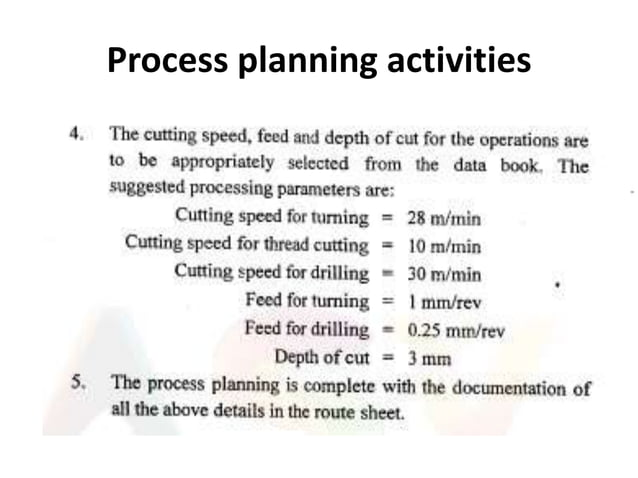 Process planning activities
4. The cutting speed, feed and depth of cut for the operations are
to be appropriately selected from the data book. The
suggested processing parameters are:
Cutting speed for turning = 28 m/min
Cutting speed for thread cutting = 10 m/min
Cutting speed for drilling = 30 m/min
Feed for turning = 1 mm/rev
Feed for drilling = 0.25 mm/rev
Depth of cut = 3 mm
5. The process planning is complete with the documentation of
all the above details in the route sheet.